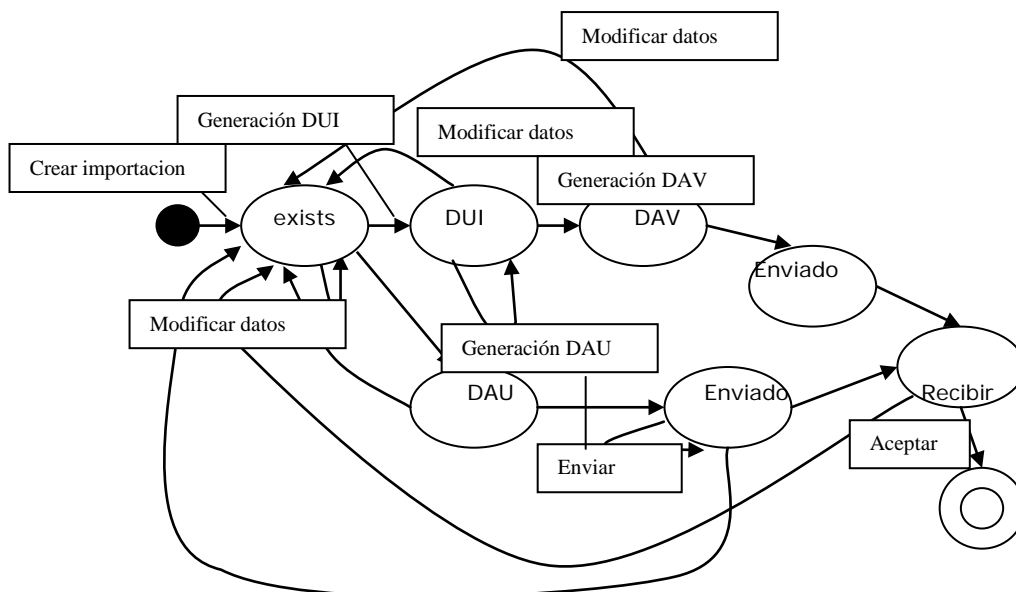 Modificar datos
Generación DUI
Modificar datos
Crear importacion
Generación DAV
exists
DUI
DAV
Enviado
Modificar datos
Generación DAU
DAU
Enviado
Recibir
Aceptar
Enviar